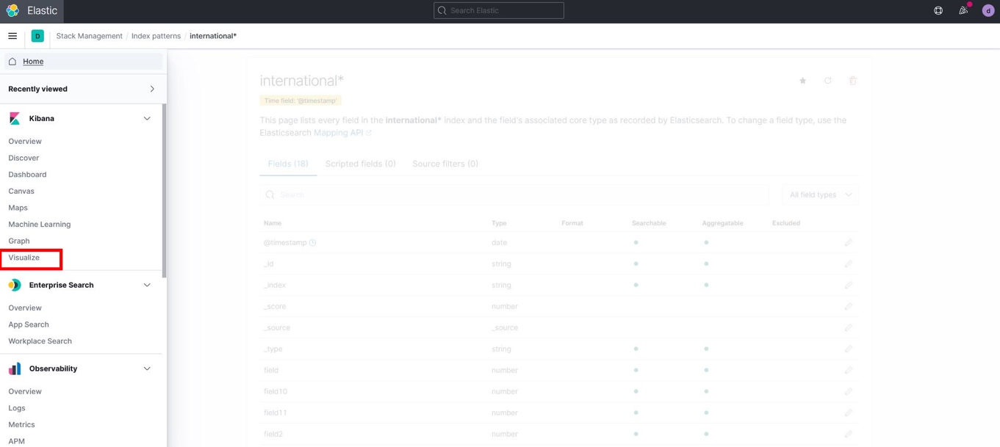 Elastic
Search Elastic
d
D
Stack Management / Index patterns / international*
Home
Recently viewed
Kibana
Overview
Discover
Dashboard
Canvas
Maps
Machine Learning
Graph
Visualize
Enterprise Search
Overview
App Search
Workplace Search
Observability
Overview
Logs
Metrics
APM
international*
Time field: '@timestamp'
This page lists every field in the international* index and the field's associated core type as recorded by Elasticsearch. To change a field type, use the
Elasticsearch Mapping API
Fields (18) Scripted fields (0) Source filters (0)
Search
All field types
Name Type Format Searchable Aggregatable Excluded
@timestamp date
_id string
_index string
_score number
_source _source
_type string
field number
field10 number
field11 number
field2 number